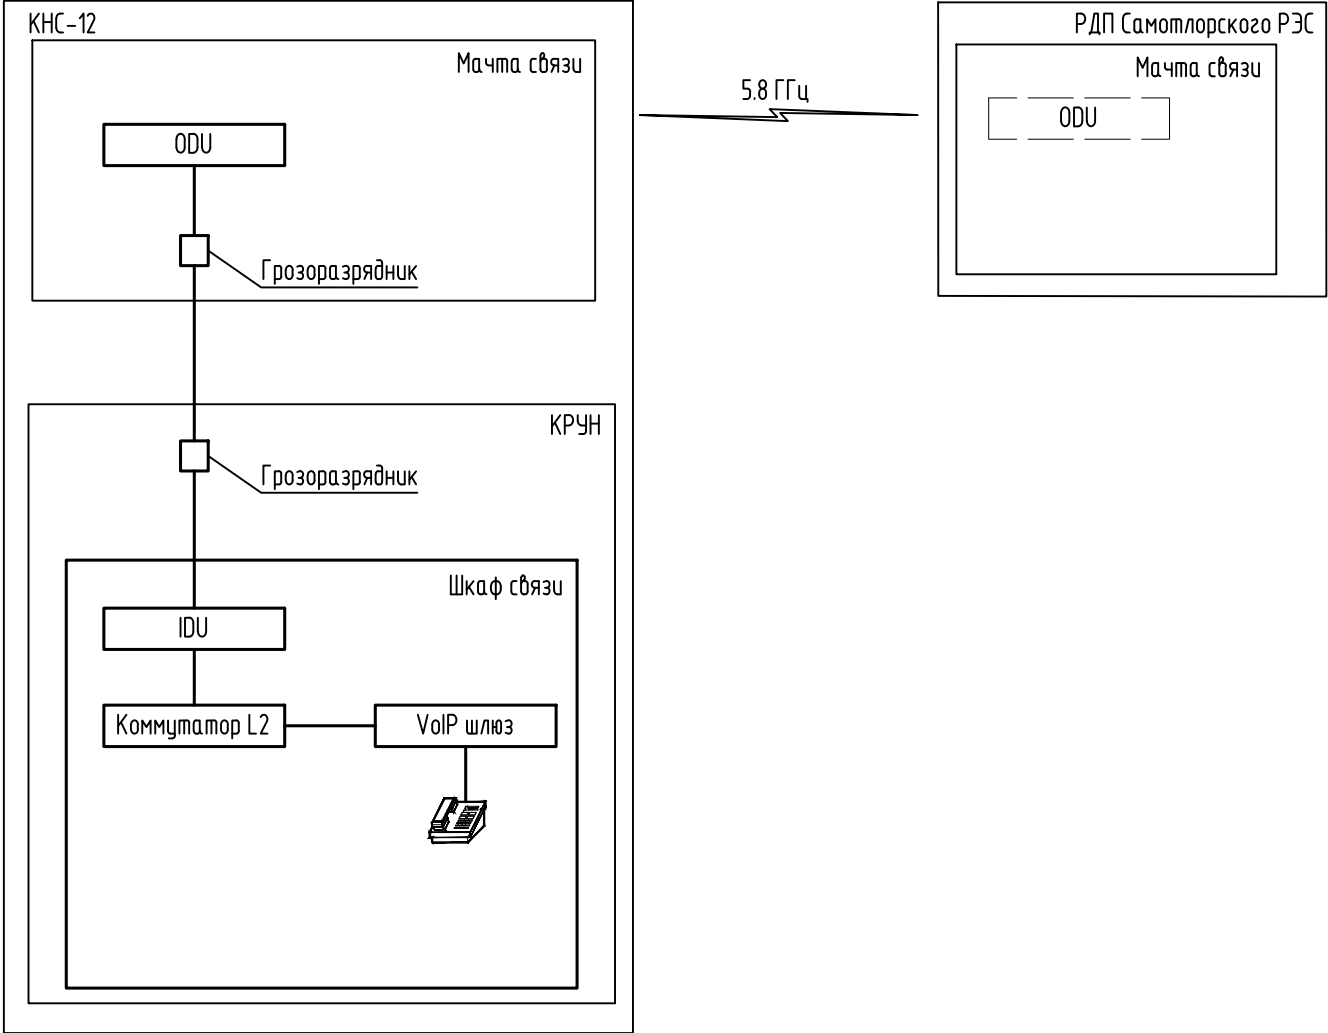 КНС-12
Мачта связи
ODU
Грозоразрядник
5.8 ГГц
РДП Самотлорского РЭС
Мачта связи
ODU
КРУН
Грозоразрядник
Шкаф связи
IDU
Коммутатор L2
VoIP шлюз